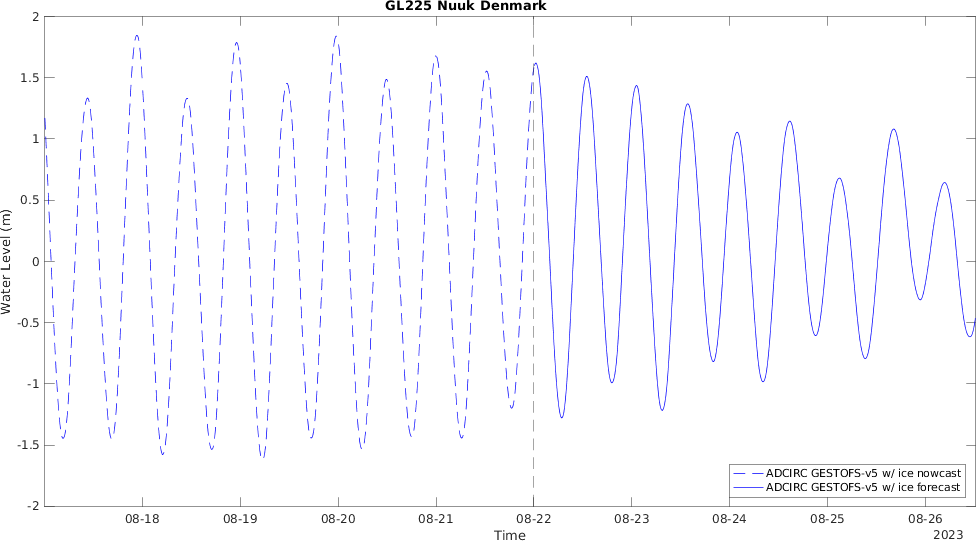 GL225 Nuuk Denmark
Water Level (m)
2
1.5
1
0.5
0
-0.5
-1
-1.5
-2
ADCIRC GESTOFS-v5 w/ ice nowcast
ADCIRC GESTOFS-v5 w/ ice forecast
08-18 08-19 08-20 08-21 08-22 08-23 08-24 08-25 08-26
Time
2023